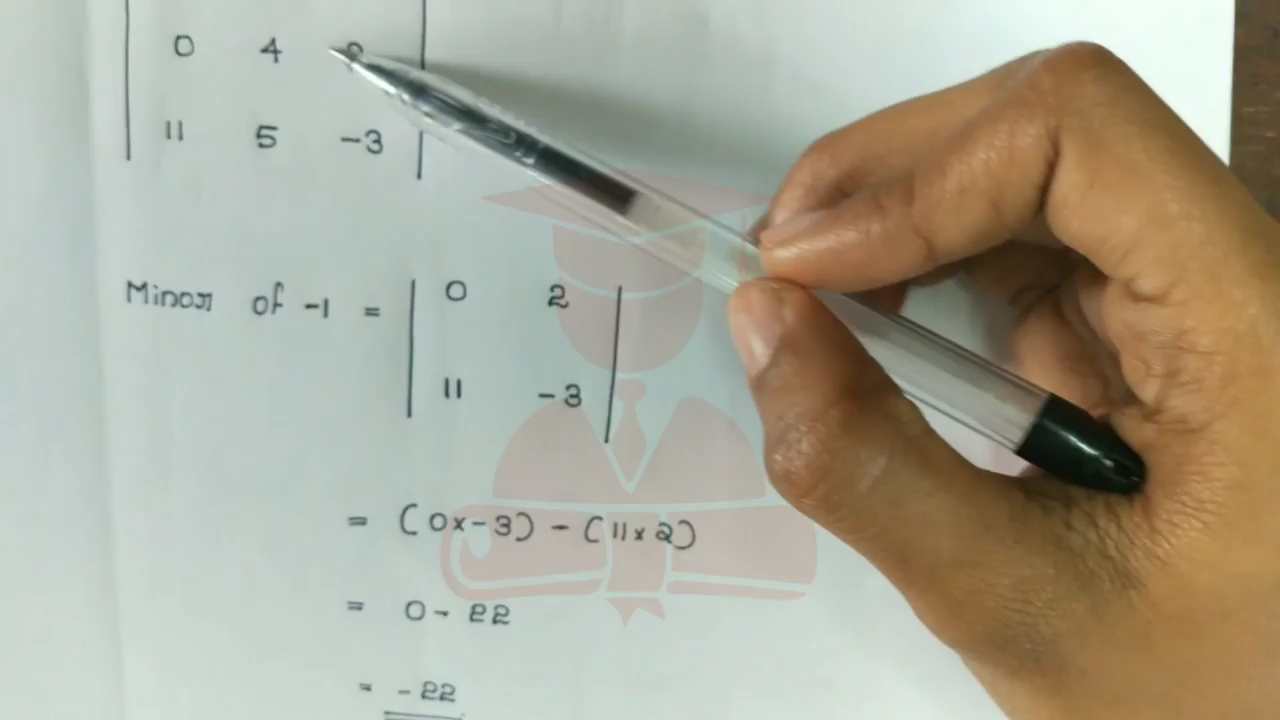 0 4
11 5 -3
Minor of -1 = | 0 2 |
| 11 -3 |
= (0x-3) - (11x2)
= 0 - 22
= -22